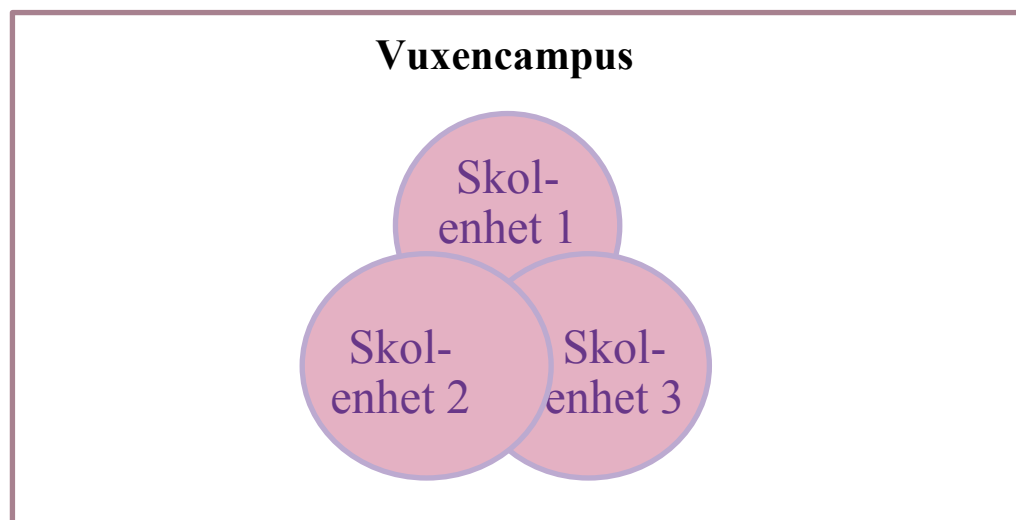 Vuxencampus
Skol-
enhet 1
Skol-
enhet 2
Skol-
enhet 3